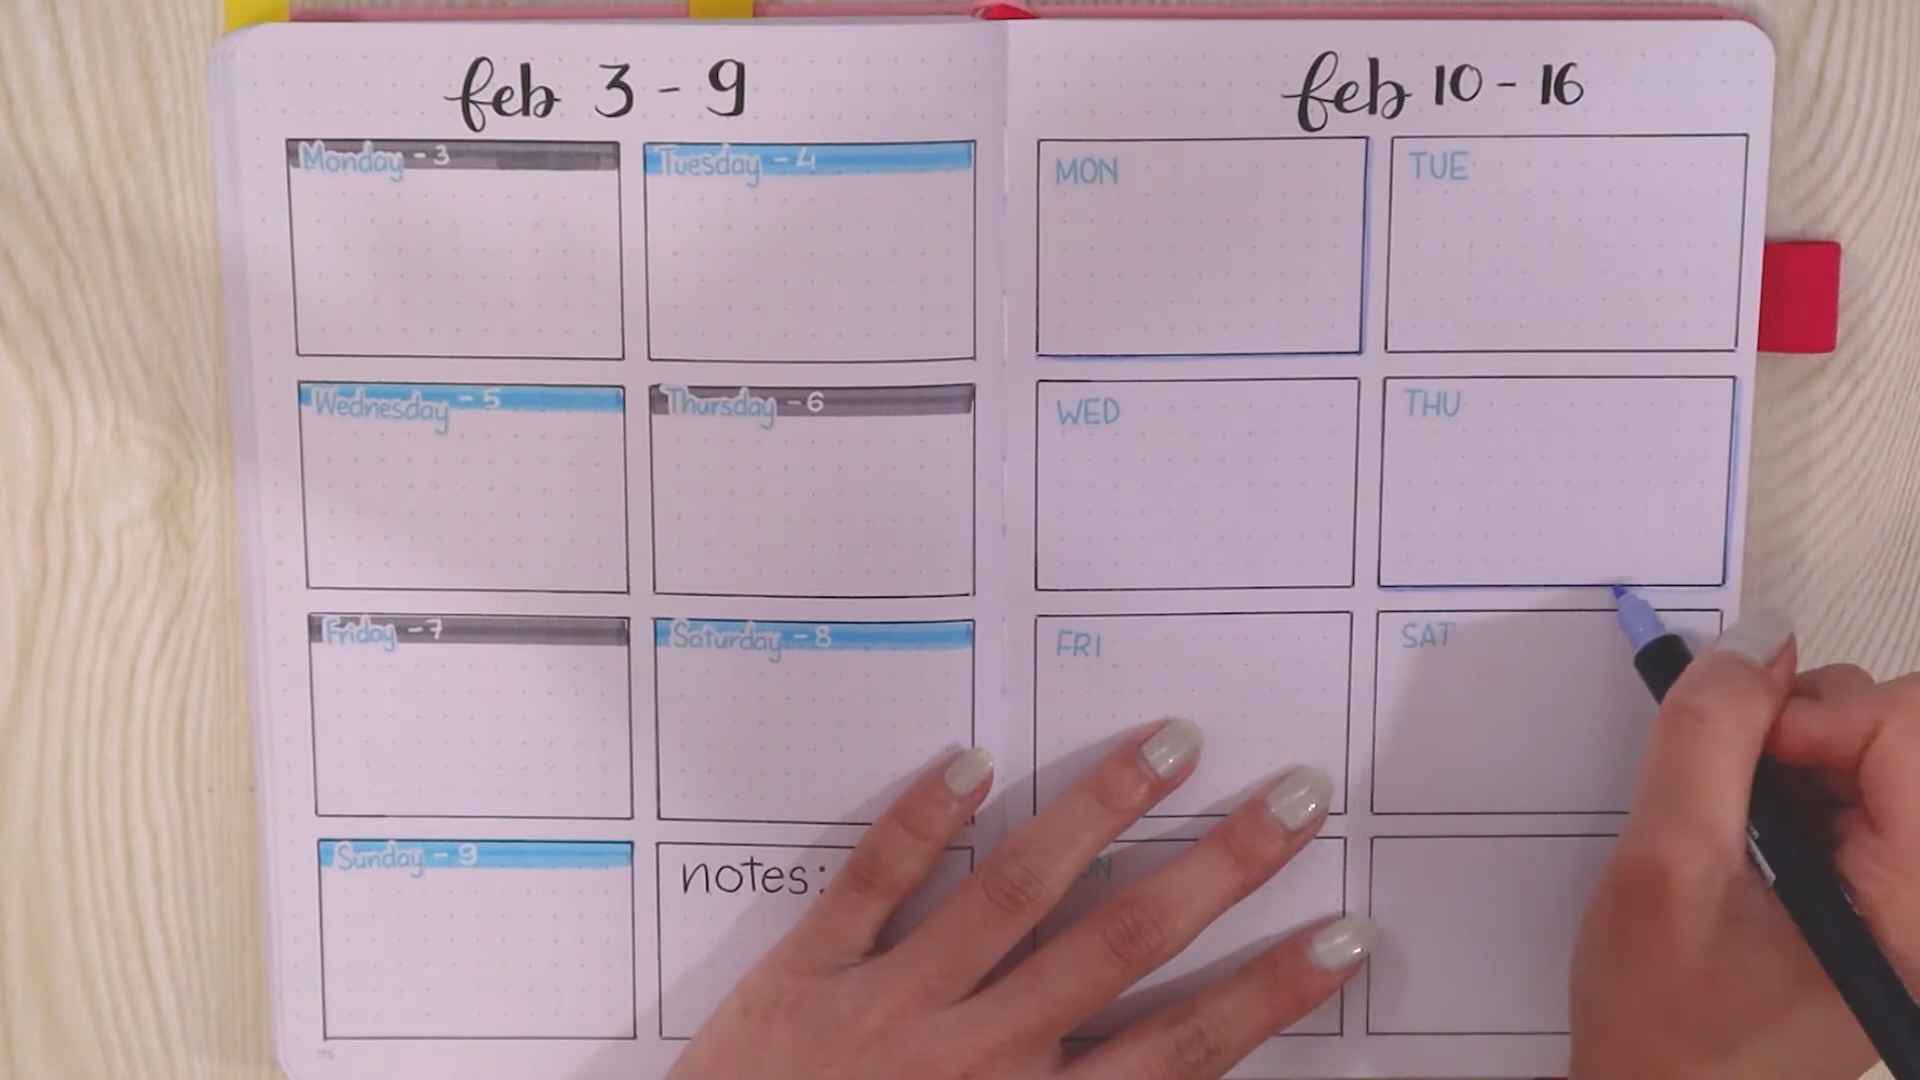 feb 3 - 9
Monday - 3
Tuesday - 4
Wednesday - 5
Thursday - 6
Friday - 7
Saturday - 8
Sunday - 9
notes:
feb 10 - 16
MON
TUE
WED
THU
FRI
SAT